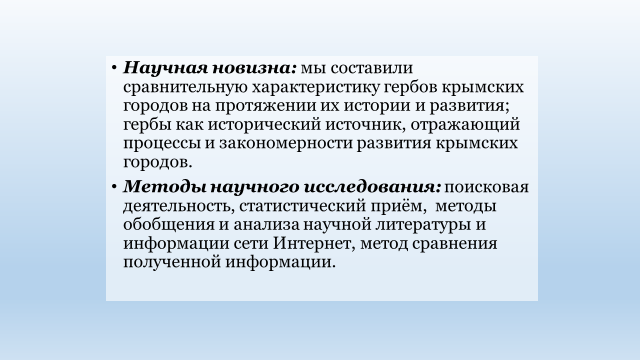 • Научная новизна: мы составили
сравнительную характеристику гербов крымских
городов на протяжении их истории и развития;
гербы как исторический источник, отражающий
процессы и закономерности развития крымских
городов.
• Методы научного исследования: поисковая
деятельность, статистический приём, методы
обобщения и анализа научной литературы и
информации сети Интернет, метод сравнения
полученной информации.